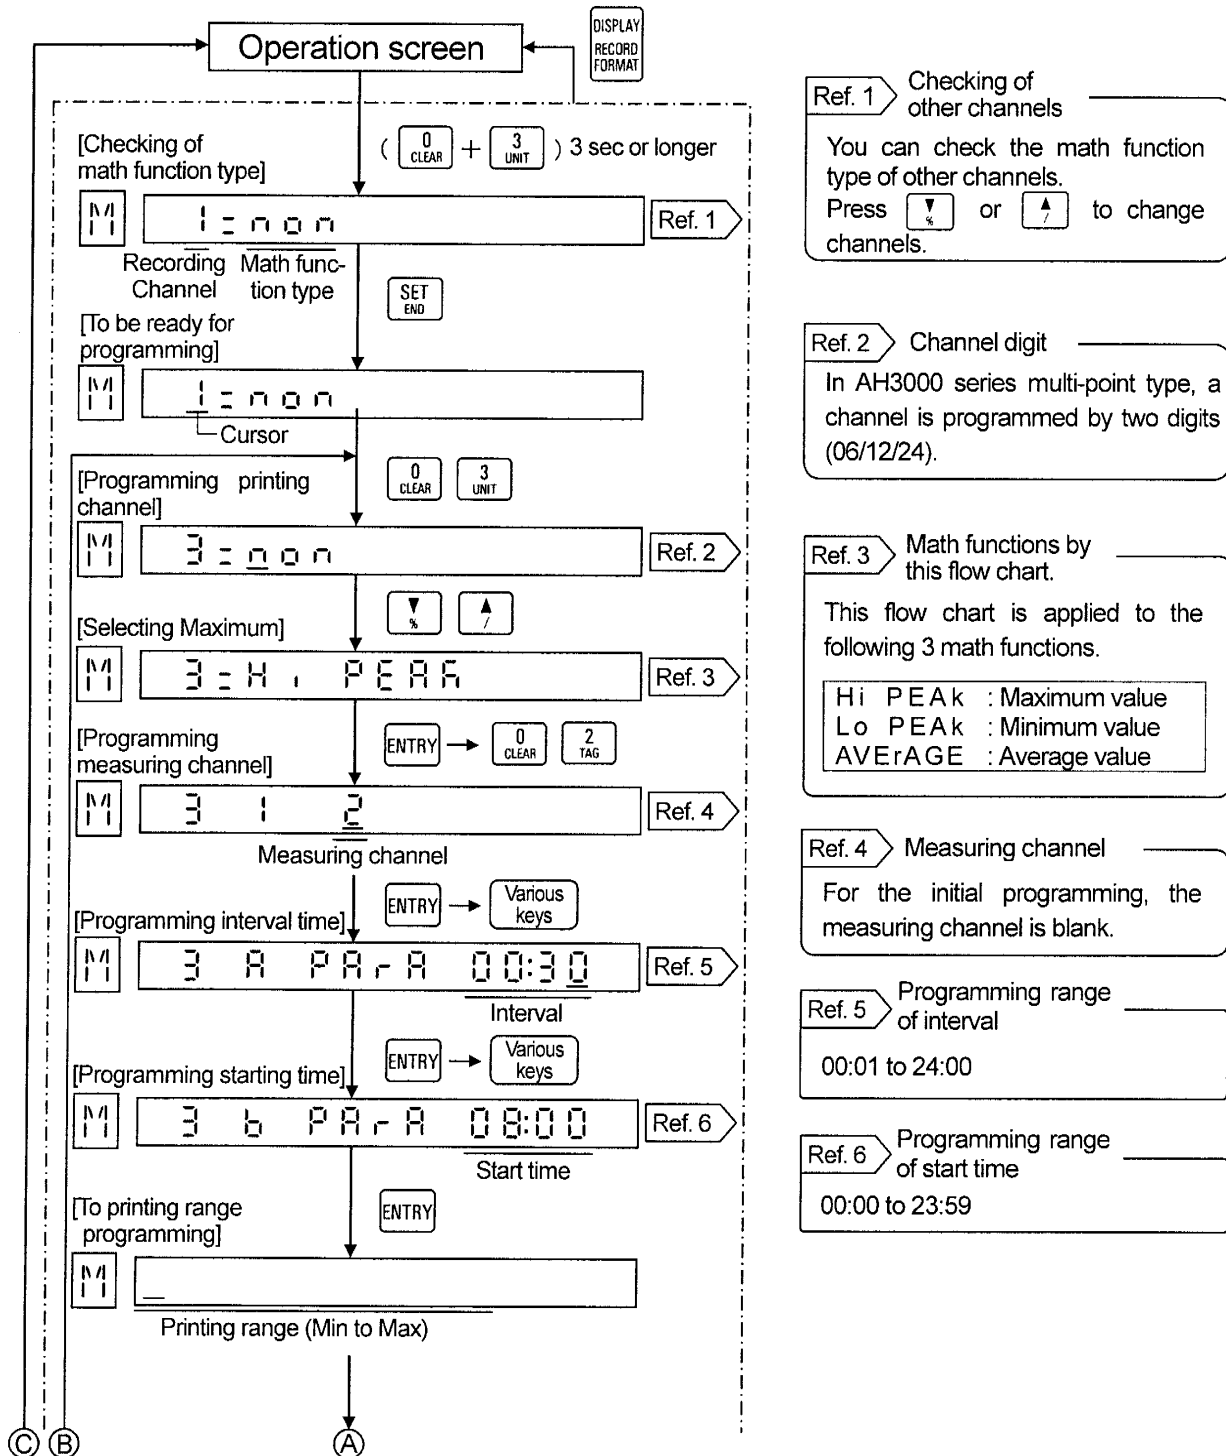 Operation screen
DISPLAY
RECORD
FORMAT
[Checking of
math function type]
( 0 CLEAR + 3 UNIT ) 3 sec or longer
M 1=non Ref. 1
Recording Math func-
Channel tion type
SET
END
[To be ready for
programming]
M 1=non
Cursor
[Programming printing
channel]
0 CLEAR 3 UNIT
M 3=non Ref. 2
▼ % ▲ /
[Selecting Maximum]
M 3=Hi PEAK Ref. 3
[Programming
measuring channel]
ENTRY → 0 CLEAR 2 TAG
M 3 1 2 Ref. 4
Measuring channel
ENTRY → Various
keys
[Programming interval time]
M 3 A PArA 00:30 Ref. 5
Interval
ENTRY → Various
keys
[Programming starting time]
M 3 b PArA 08:00 Ref. 6
Start time
[To printing range
programming]
ENTRY
M _
Printing range (Min to Max)
C B A
Ref. 1 Checking of
other channels
You can check the math function
type of other channels.
Press ▼ % or ▲ / to change
channels.
Ref. 2 Channel digit
In AH3000 series multi-point type, a
channel is programmed by two digits
(06/12/24).
Ref. 3 Math functions by
this flow chart.
This flow chart is applied to the
following 3 math functions.
Hi PEAk : Maximum value
Lo PEAk : Minimum value
AVErAGE : Average value
Ref. 4 Measuring channel
For the initial programming, the
measuring channel is blank.
Ref. 5 Programming range
of interval
00:01 to 24:00
Ref. 6 Programming range
of start time
00:00 to 23:59